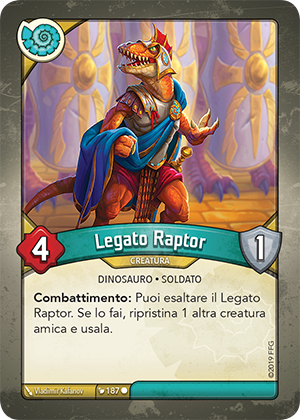 Legato Raptor
CREATURA
4
1
DINOSAURO • SOLDATO
Combattimento: Puoi esaltare il Legato
Raptor. Se lo fai, ripristina 1 altra creatura
amica e usala.
©2019 FFG
Vladimir Kafanov
187